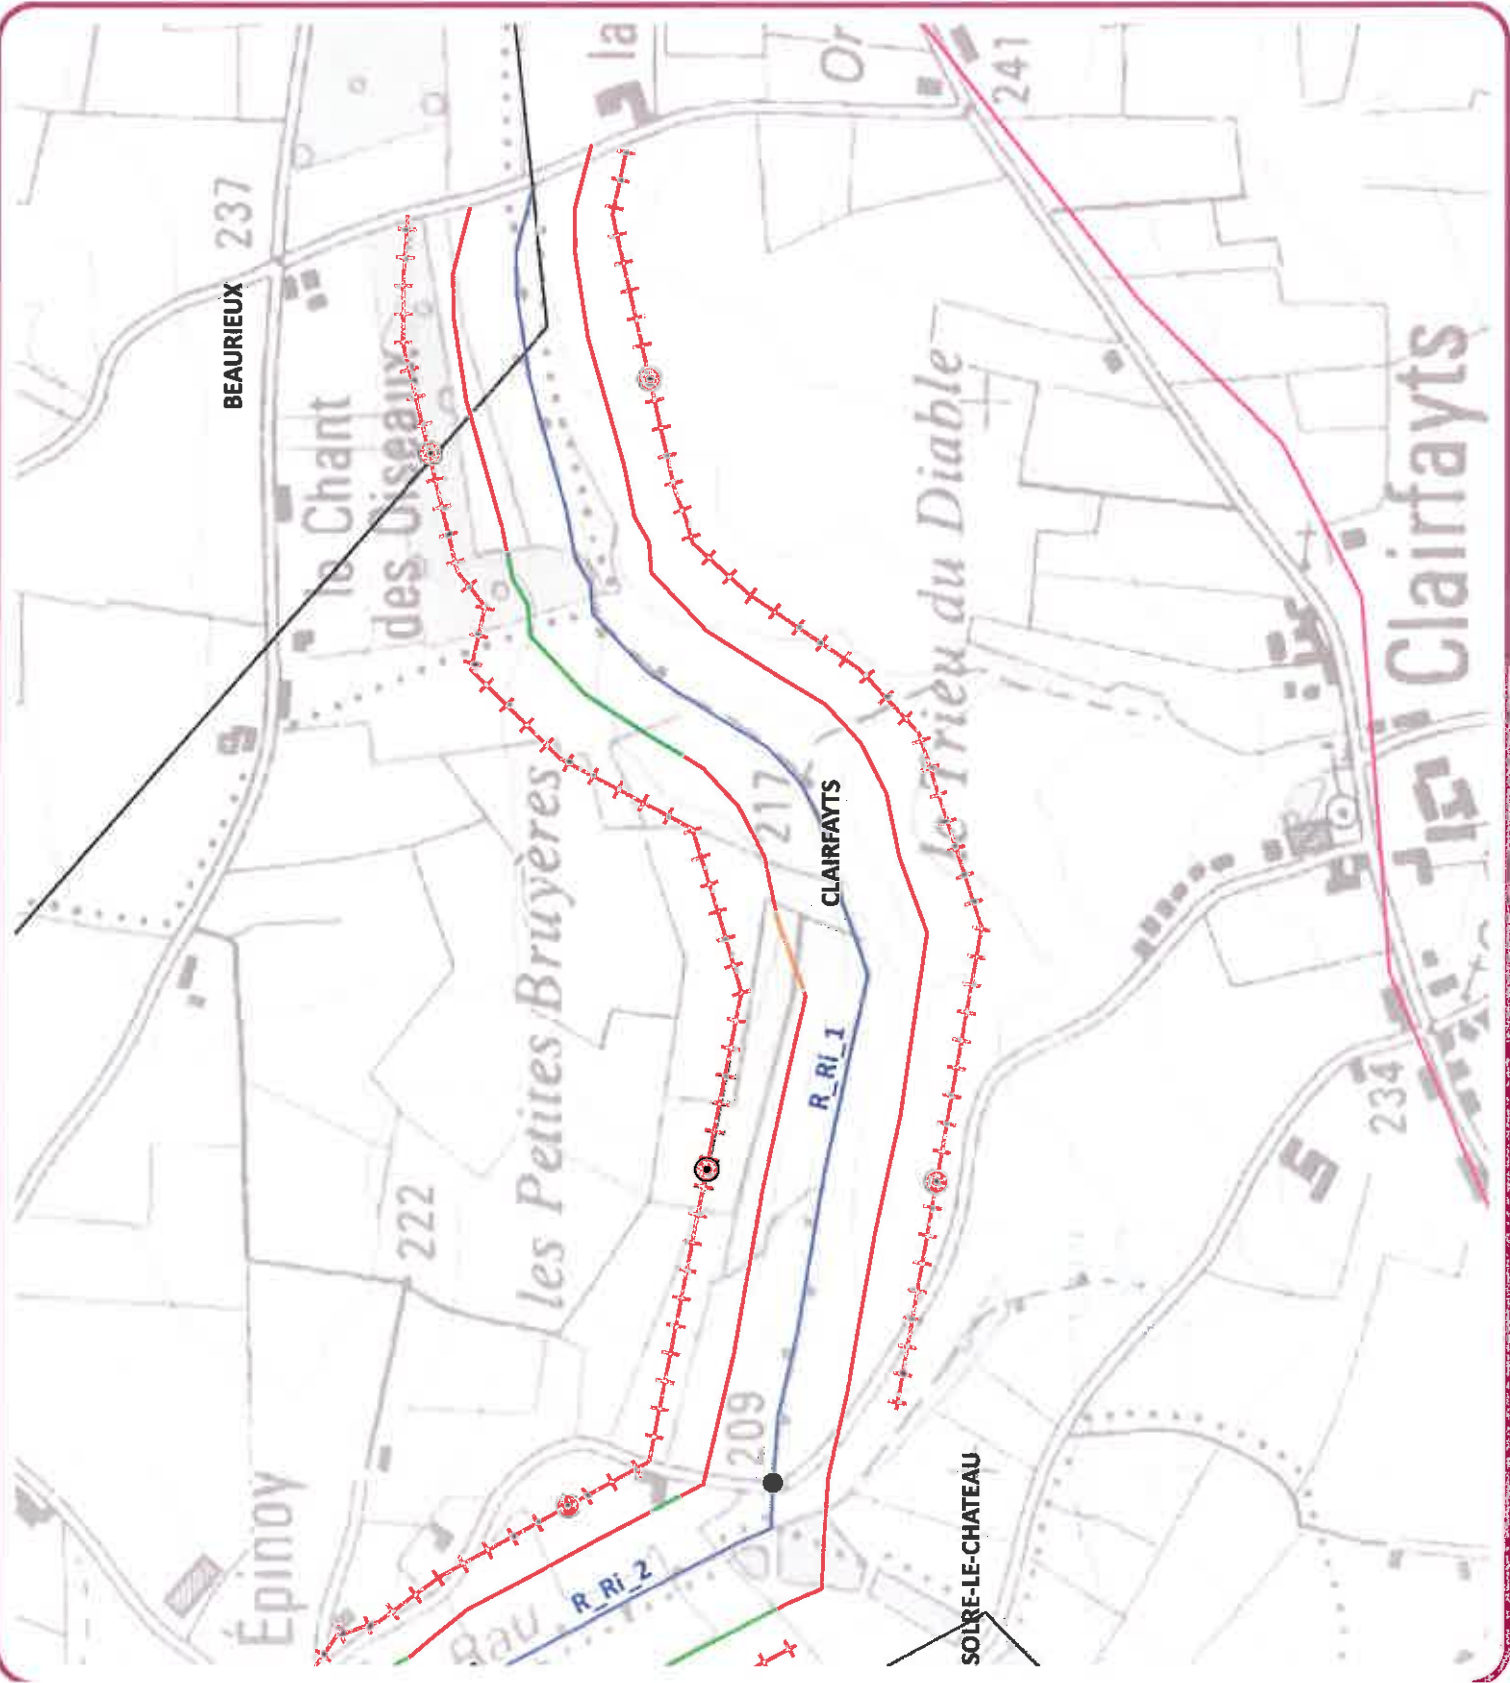 la
Or
241
237
BEAURIEUX
le Chant
des Oiseaux
le Trieu du Diable
Clairfayts
217
CLAIRFAYTS
les Petites Bruyères
R_Ri_1
234
222
209
Épinoy
R_Ri_2
Rau
SOLRE-LE-CHATEAU